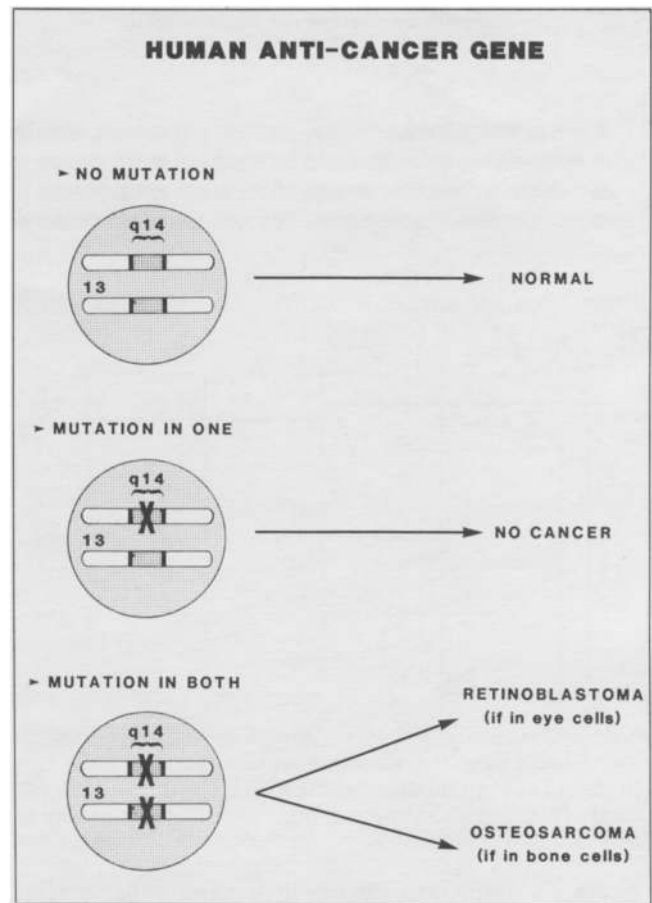 HUMAN ANTI-CANCER GENE
► NO MUTATION
q14
13
NORMAL
► MUTATION IN ONE
q14
13
NO CANCER
► MUTATION IN BOTH
q14
13
RETINOBLASTOMA
(if in eye cells)
OSTEOSARCOMA
(if in bone cells)